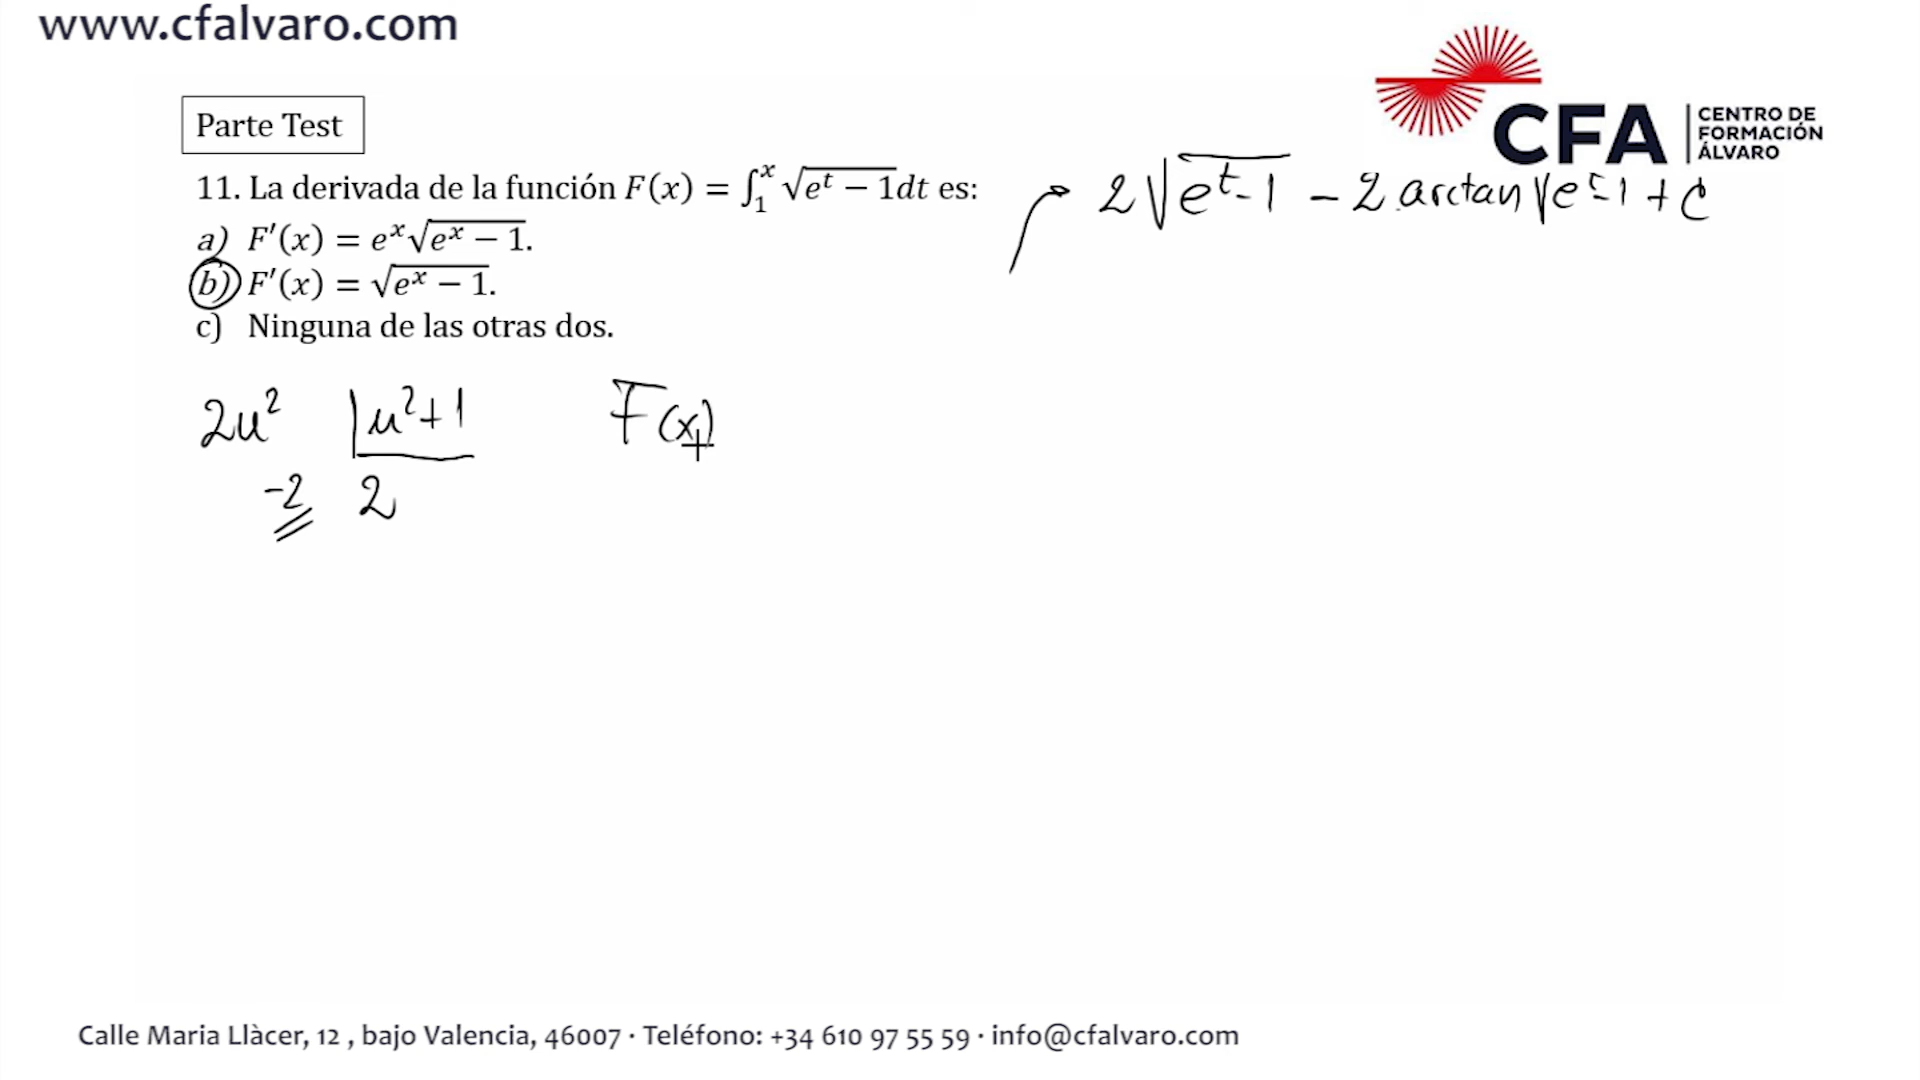 www.cfalvaro.com
CFA CENTRO DE FORMACIÓN ÁLVARO
Parte Test
11. La derivada de la función F(x) = ∫₁ˣ √(eᵗ − 1)dt es:
2√(eᵗ-1) - 2 arctan √(eᵗ-1) + C
a) F′(x) = eˣ√(eˣ − 1).
b) F′(x) = √(eˣ − 1).
c) Ninguna de las otras dos.
2u² |u²+1 F(x)
-2 2
Calle Maria Llàcer, 12 , bajo Valencia, 46007 · Teléfono: +34 610 97 55 59 · info@cfalvaro.com